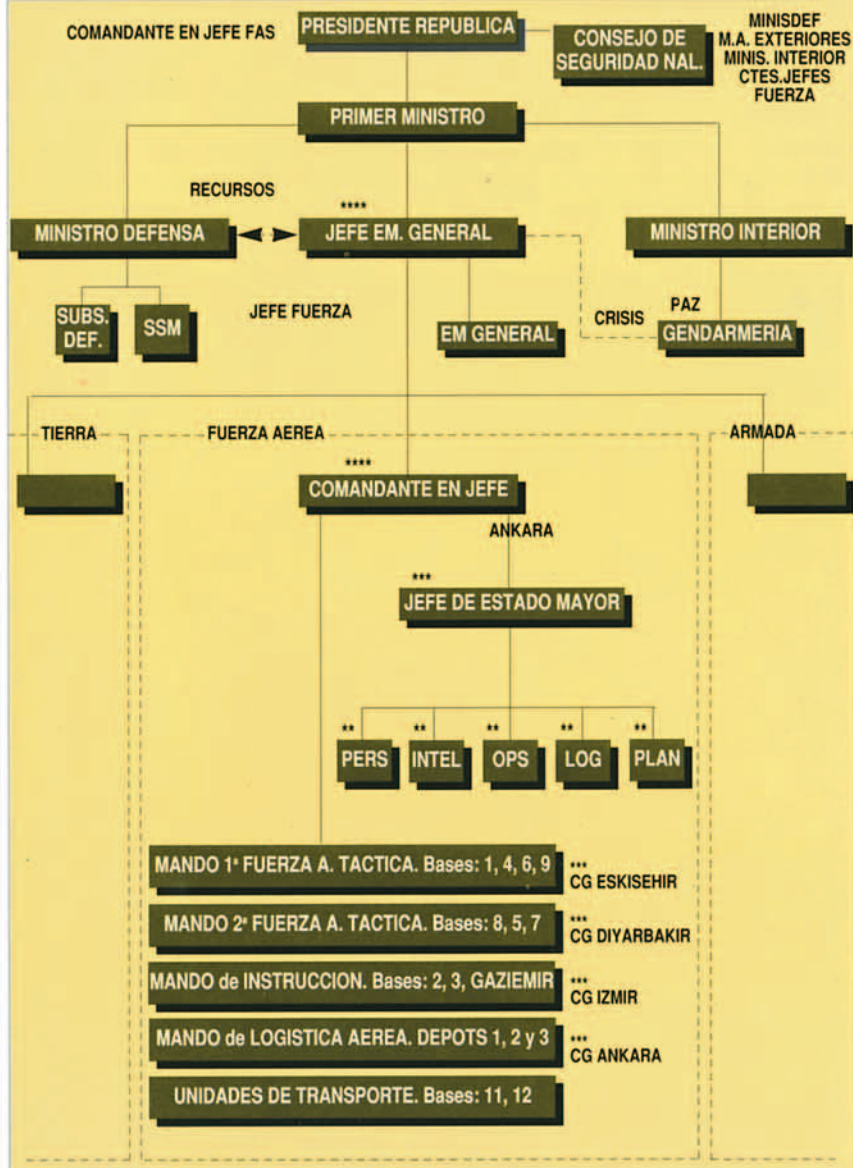 COMANDANTE EN JEFE FAS
PRESIDENTE REPUBLICA
CONSEJO DE
SEGURIDAD NAL.
MINISDEF
M.A. EXTERIORES
MINIS. INTERIOR
CTES.JEFES
FUERZA
PRIMER MINISTRO
RECURSOS
****
MINISTRO DEFENSA
JEFE EM. GENERAL
MINISTRO INTERIOR
SUBS.
DEF.
SSM
JEFE FUERZA
EM GENERAL
CRISIS
PAZ
GENDARMERIA
TIERRA
FUERZA AEREA
ARMADA
****
COMANDANTE EN JEFE
ANKARA
***
JEFE DE ESTADO MAYOR
** ** ** ** **
PERS INTEL OPS LOG PLAN
MANDO 1ª FUERZA A. TACTICA. Bases: 1, 4, 6, 9
***
CG ESKISEHIR
MANDO 2ª FUERZA A. TACTICA. Bases: 8, 5, 7
***
CG DIYARBAKIR
MANDO de INSTRUCCION. Bases: 2, 3, GAZIEMIR
***
CG IZMIR
MANDO de LOGISTICA AEREA. DEPOTS 1, 2 y 3
***
CG ANKARA
UNIDADES DE TRANSPORTE. Bases: 11, 12